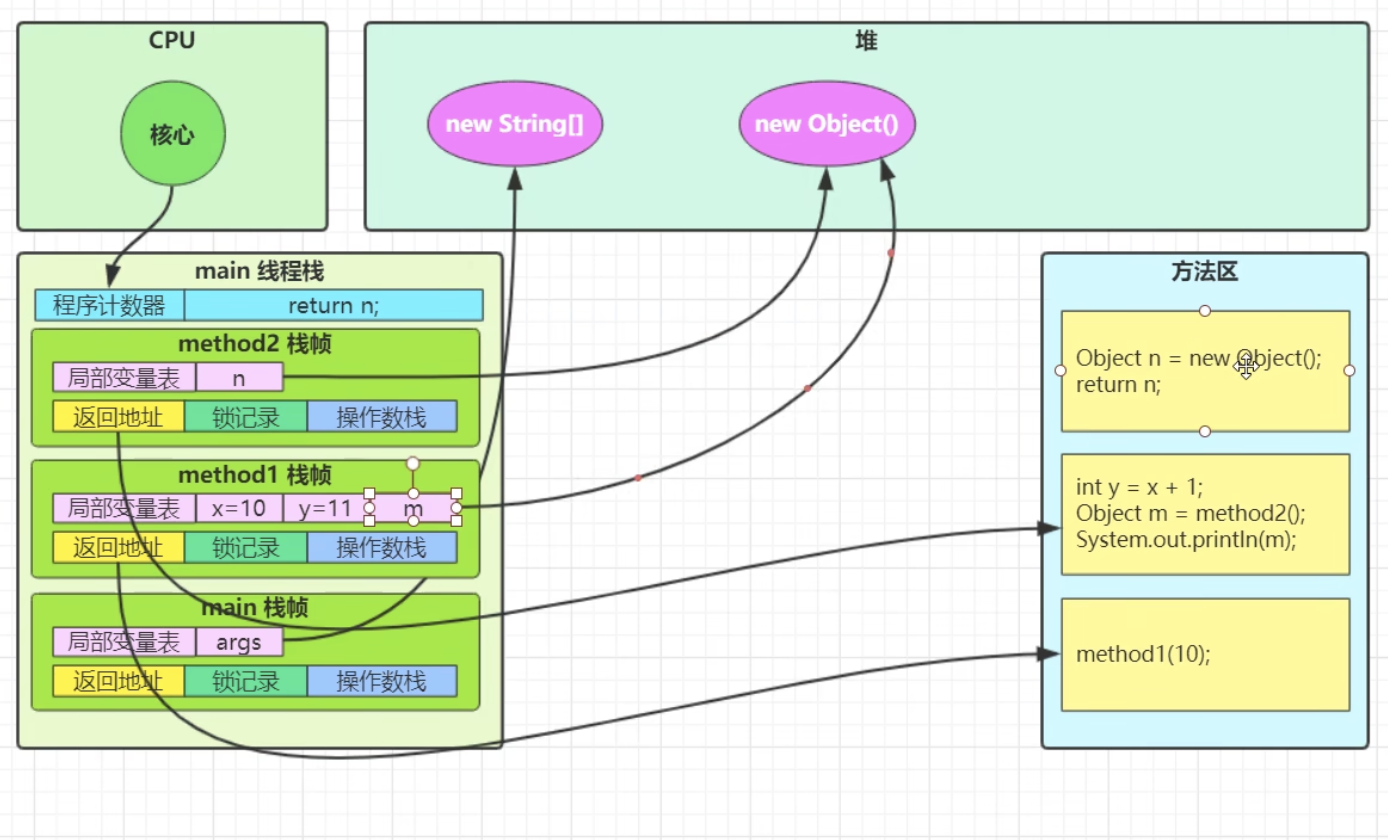 CPU
核心
堆
new String[]
new Object()
main 线程栈
程序计数器
return n;
method2 栈帧
局部变量表
n
返回地址
锁记录
操作数栈
method1 栈帧
局部变量表
x=10
y=11
m
返回地址
锁记录
操作数栈
main 栈帧
局部变量表
args
返回地址
锁记录
操作数栈
方法区
Object n = new Object();
return n;
int y = x + 1;
Object m = method2();
System.out.println(m);
method1(10);